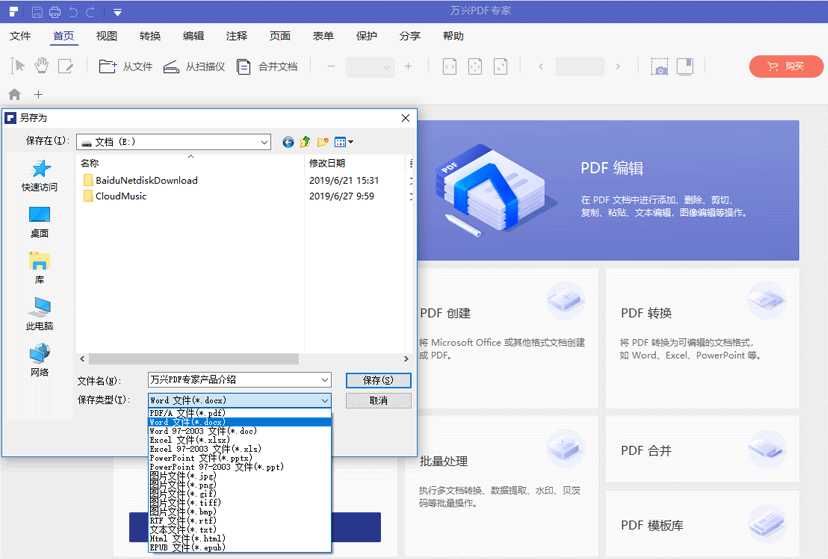 万兴PDF专家
文件 首页 视图 转换 编辑 注释 页面 表单 保护 分享 帮助
从文件 从扫描仪 合并文档 购买
另存为
保存在(I): 文档 (E:)
名称 修改日期
BaiduNetdiskDownload 2019/6/21 15:31
CloudMusic 2019/6/27 9:59
快速访问
桌面
库
此电脑
网络
文件名(N): 万兴PDF专家产品介绍 保存(S)
保存类型(T): Word 文件(*.docx) 取消
PDF/A 文件(*.pdf)
Word 文件(*.docx)
Word 97-2003 文件(*.doc)
Excel 文件(*.xlsx)
Excel 97-2003 文件(*.xls)
PowerPoint 文件(*.pptx)
PowerPoint 97-2003 文件(*.ppt)
图片文件(*.jpg)
图片文件(*.png)
图片文件(*.gif)
图片文件(*.tiff)
图片文件(*.bmp)
RTF 文件(*.rtf)
文本文件(*.txt)
Html 文件(*.html)
EPUB 文件(*.epub)
PDF
PDF 编辑
在 PDF 文档中进行添加、删除、剪切、
复制、粘贴、文本编辑、图像编辑等操作。
PDF 创建
将 Microsoft Office 或其他格式文档创建
成 PDF。
PDF 转换
将 PDF 转换为可编辑的文档格式，
如 Word、Excel、PowerPoint 等。
批量处理
执行多文档转换、数据提取、水印、贝茨
码等批量操作。
PDF 合并
PDF 模板库